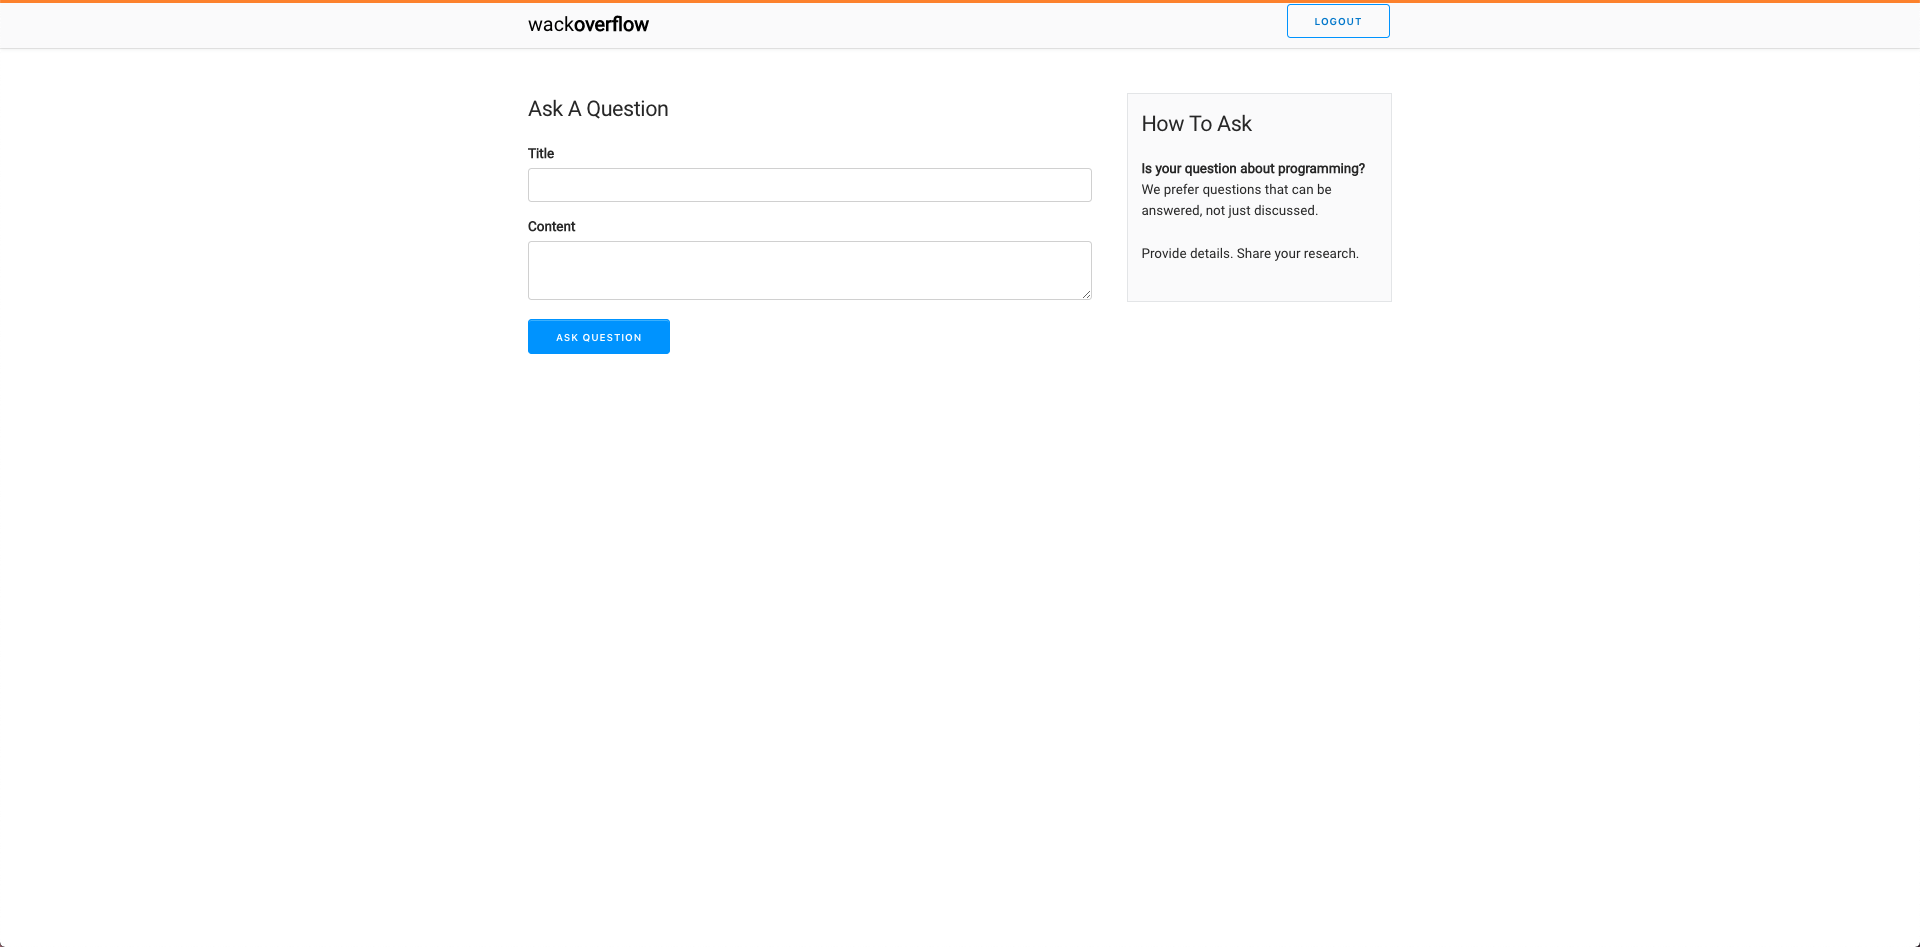 wackoverflow
LOGOUT
Ask A Question
Title
Content
ASK QUESTION
How To Ask
Is your question about programming?
We prefer questions that can be
answered, not just discussed.
Provide details. Share your research.